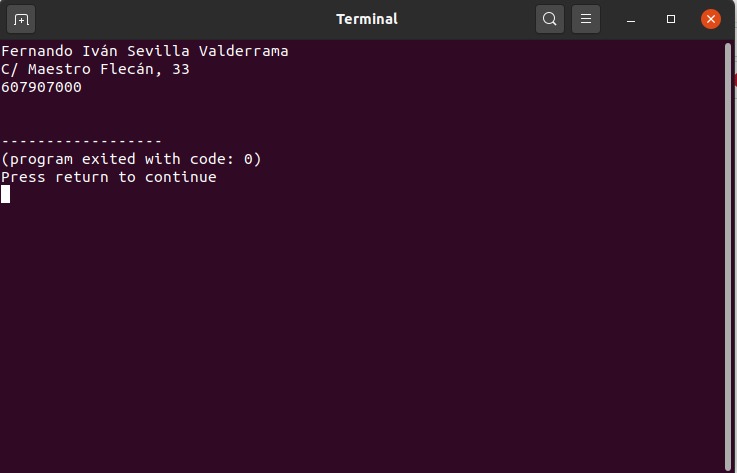 Terminal
Fernando Iván Sevilla Valderrama
C/ Maestro Flecán, 33
607907000
------------------
(program exited with code: 0)
Press return to continue